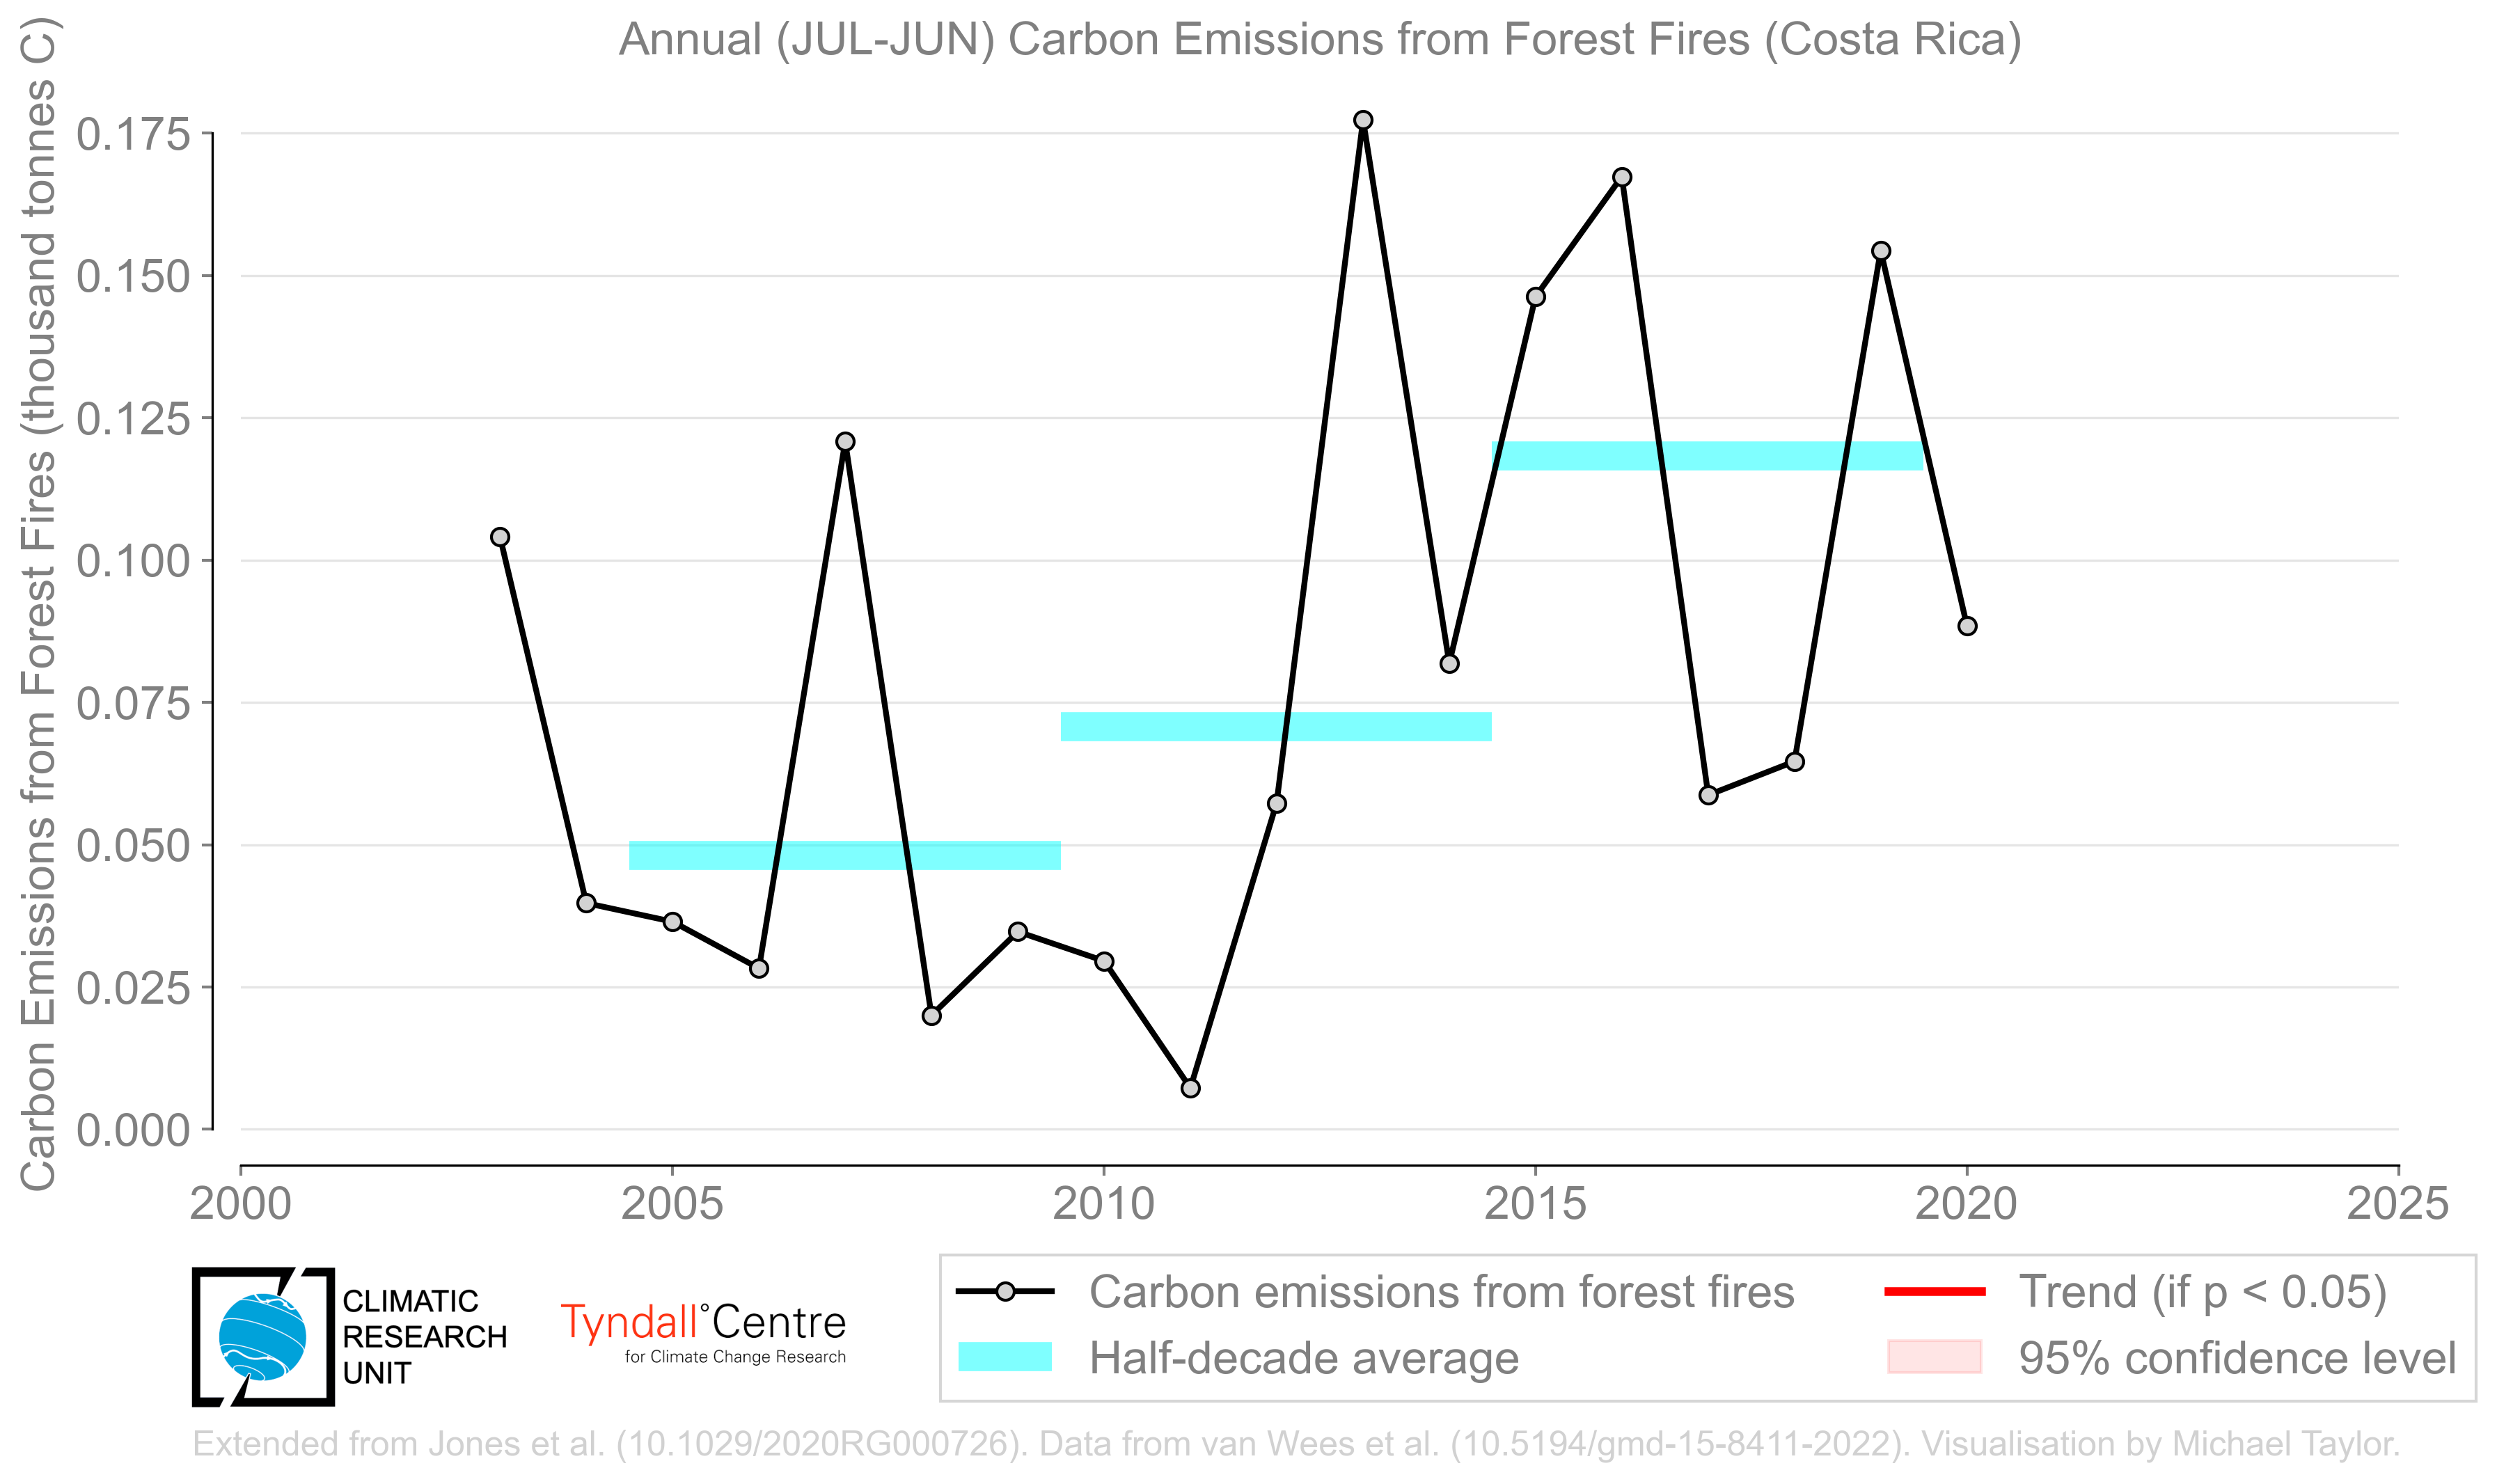 Annual (JUL-JUN) Carbon Emissions from Forest Fires (Costa Rica)
Carbon Emissions from Forest Fires (thousand tonnes C)
0.175
0.150
0.125
0.100
0.075
0.050
0.025
0.000
2000 2005 2010 2015 2020 2025
CLIMATIC
RESEARCH
UNIT
Tyndall°Centre
for Climate Change Research
Carbon emissions from forest fires
Half-decade average
Trend (if p < 0.05)
95% confidence level
Extended from Jones et al. (10.1029/2020RG000726). Data from van Wees et al. (10.5194/gmd-15-8411-2022). Visualisation by Michael Taylor.